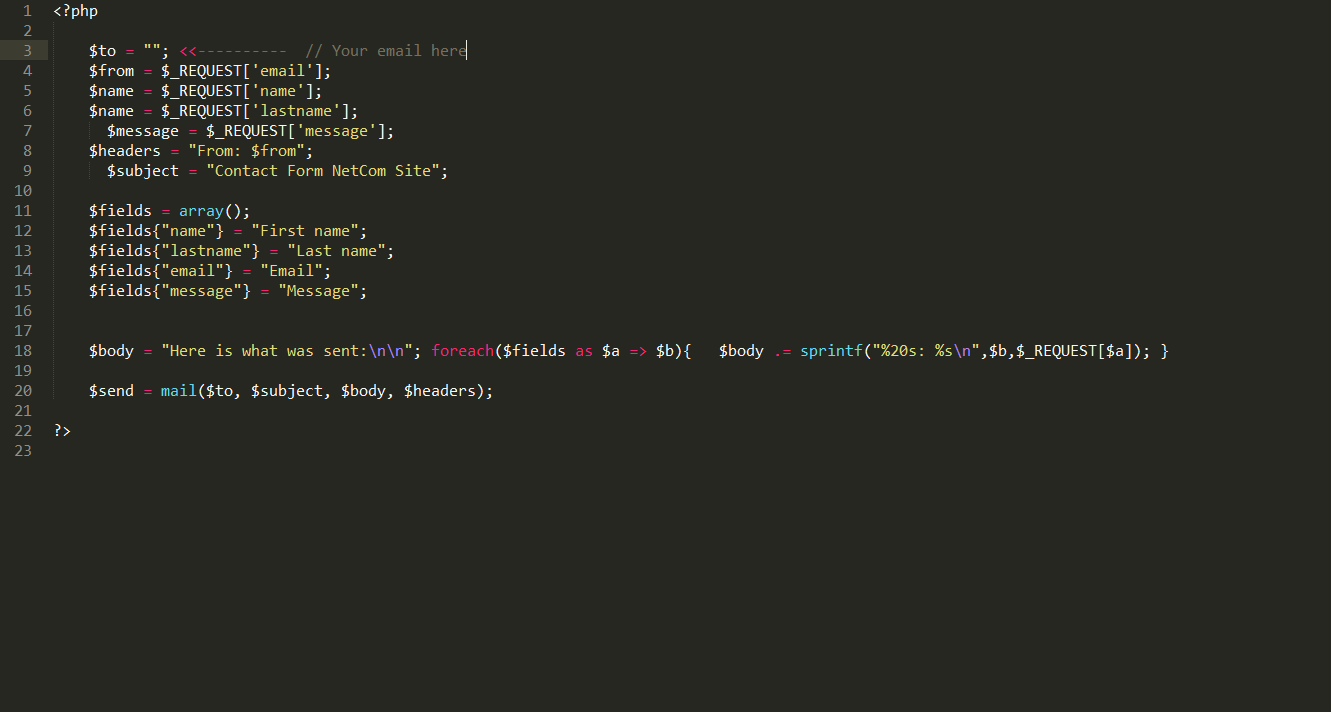 1 <?php
2
3 $to = ""; <<---------- // Your email here
4 $from = $_REQUEST['email'];
5 $name = $_REQUEST['name'];
6 $name = $_REQUEST['lastname'];
7 $message = $_REQUEST['message'];
8 $headers = "From: $from";
9 $subject = "Contact Form NetCom Site";
10
11 $fields = array();
12 $fields{"name"} = "First name";
13 $fields{"lastname"} = "Last name";
14 $fields{"email"} = "Email";
15 $fields{"message"} = "Message";
16
17
18 $body = "Here is what was sent:\n\n"; foreach($fields as $a => $b){   $body .= sprintf("%20s: %s\n",$b,$_REQUEST[$a]); }
19
20 $send = mail($to, $subject, $body, $headers);
21
22 ?>
23